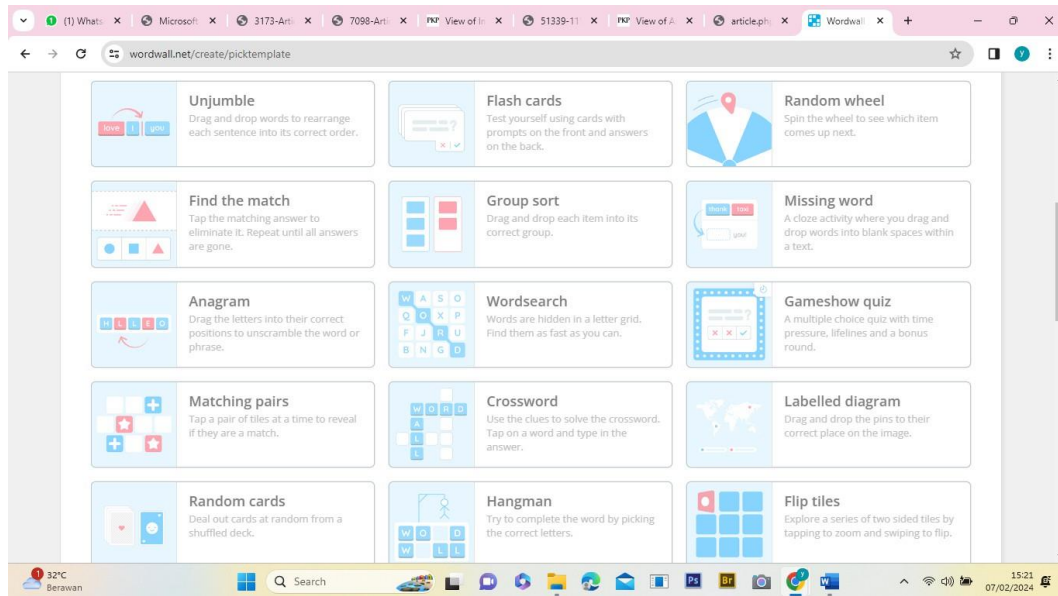 (1) Whats
Microsoft
3173-Arti
7098-Arti
PKP View of In
51339-11
PKP View of A
article.ph
Wordwall
wordwall.net/create/picktemplate
y
Unjumble
Drag and drop words to rearrange
each sentence into its correct order.
love I you
Flash cards
Test yourself using cards with
prompts on the front and answers
on the back.
?
Random wheel
Spin the wheel to see which item
comes up next.
Find the match
Tap the matching answer to
eliminate it. Repeat until all answers
are gone.
Group sort
Drag and drop each item into its
correct group.
Missing word
A cloze activity where you drag and
drop words into blank spaces within
a text.
thank
you
Anagram
Drag the letters into their correct
positions to unscramble the word or
phrase.
H L L E O
Wordsearch
Words are hidden in a letter grid.
Find them as fast as you can.
W A S O
Q O X P
F J R U
B N G D
Gameshow quiz
A multiple choice quiz with time
pressure, lifelines and a bonus
round.
?
Matching pairs
Tap a pair of tiles at a time to reveal
if they are a match.
Crossword
Use the clues to solve the crossword.
Tap on a word and type in the
answer.
W O R D
A
L
L
Labelled diagram
Drag and drop the pins to their
correct place on the image.
Random cards
Deal out cards at random from a
shuffled deck.
Hangman
Try to complete the word by picking
the correct letters.
W O D
W L L
Flip tiles
Explore a series of two sided tiles by
tapping to zoom and swiping to flip.
1
32°C
Berawan
Search
Ps
Br
15:21
07/02/2024